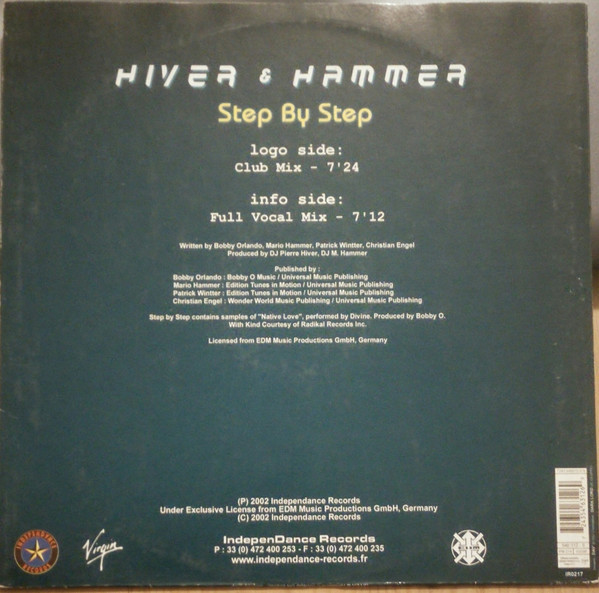 HIVER & HAMMER
Step By Step
logo side:
Club Mix - 7'24
info side:
Full Vocal Mix - 7'12
Written by Bobby Orlando, Mario Hammer, Patrick Wintter, Christian Engel
Produced by DJ Pierre Hiver, DJ M. Hammer
Published by :
Bobby Orlando : Bobby O Music / Universal Music Publishing
Mario Hammer : Edition Tunes in Motion / Universal Music Publishing
Patrick Wintter : Edition Tunes in Motion / Universal Music Publishing
Christian Engel : Wonder World Music Publishing / Universal Music Publishing
Step by Step contains samples of "Native Love", performed by Divine. Produced by Bobby O.
With Kind Courtesy of Radikal Records Inc.
Licensed from EDM Music Productions GmbH, Germany
(P) 2002 Independance Records
Under Exclusive License from EDM Music Productions GmbH, Germany
(C) 2002 Independance Records
INDEPENDANCE
RECORDS
Virgin
IndepenDance Records
P : 33 (0) 472 400 253 - F : 33 (0) 472 400 235
www.independance-records.fr
IR0217